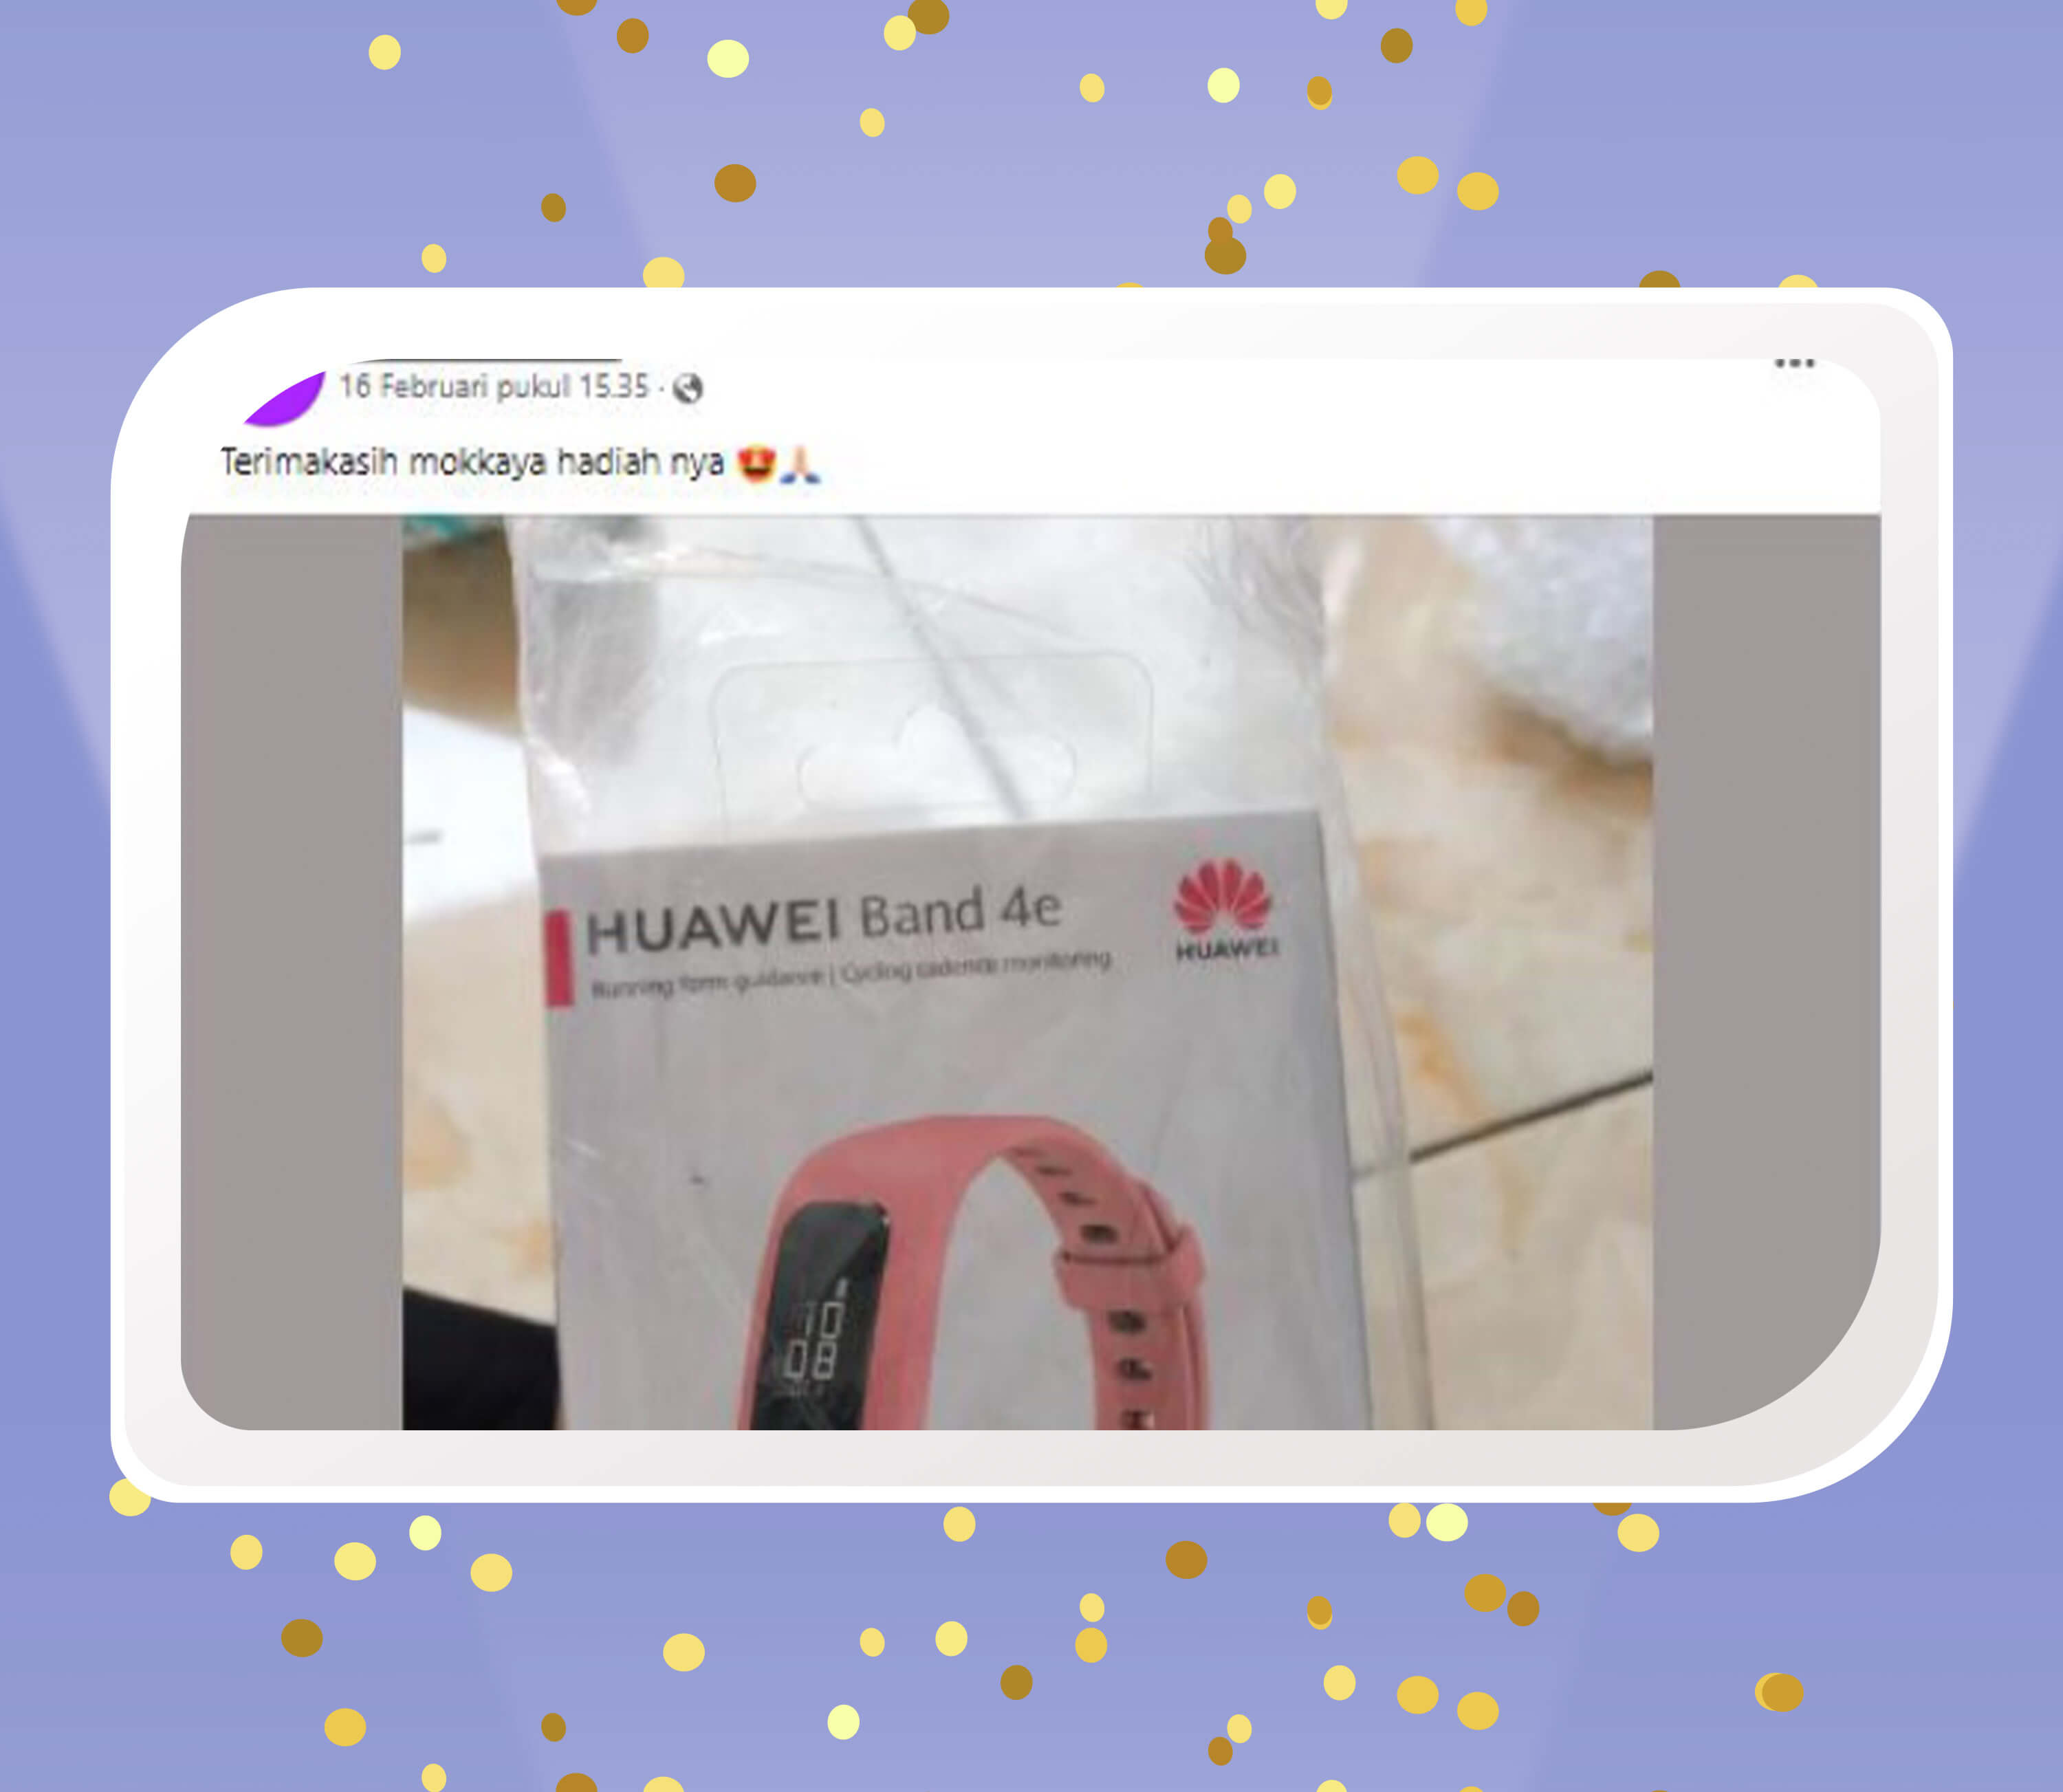 16 Februari pukul 15.35 ·
Terimakasih mokkaya hadiah nya 🤩🙏🏻
HUAWEI Band 4e
Running form guidance | Cycling cadence monitoring
HUAWEI
08